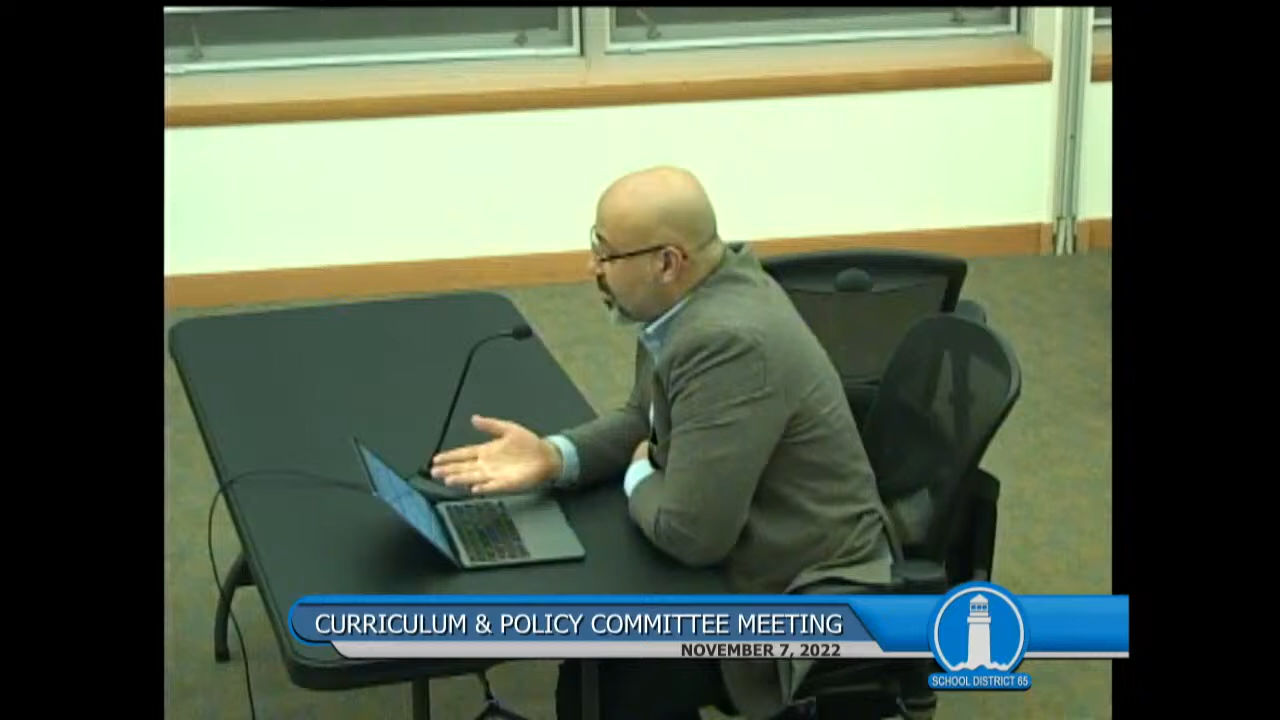 CURRICULUM & POLICY COMMITTEE MEETING
NOVEMBER 7, 2022
SCHOOL DISTRICT 65